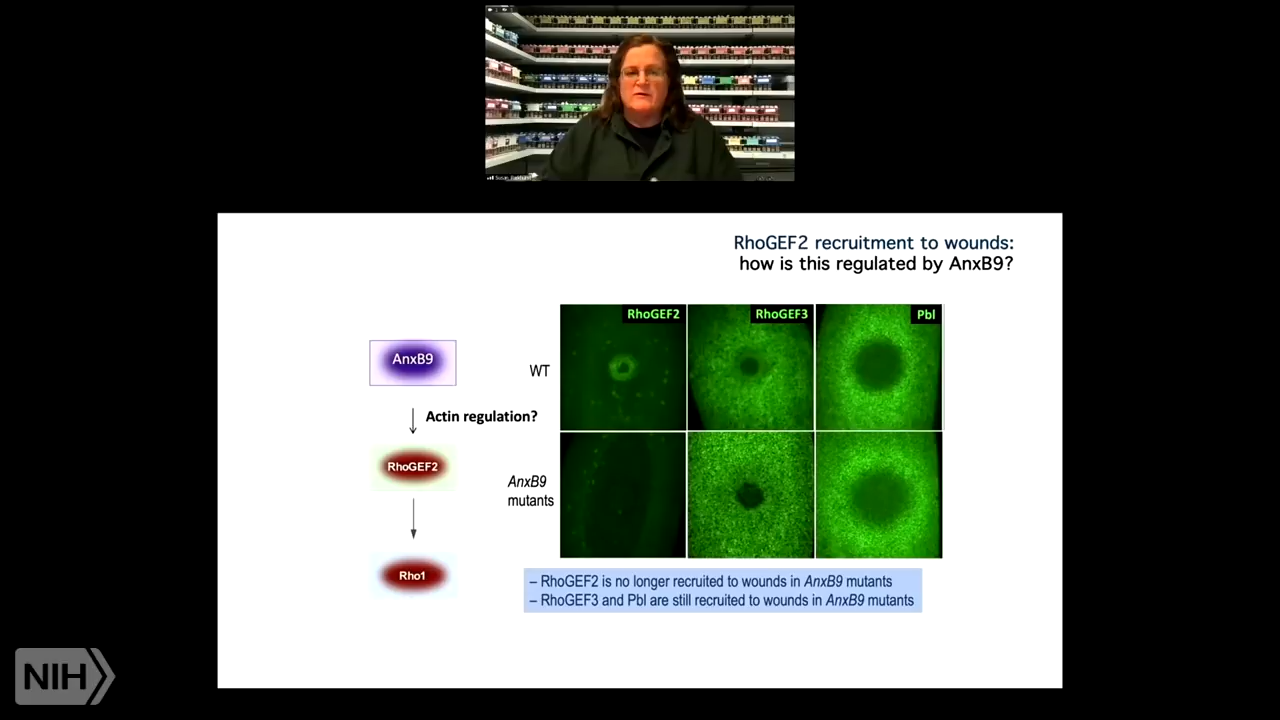 RhoGEF2 recruitment to wounds:
how is this regulated by AnxB9?
RhoGEF2
RhoGEF3
Pbl
AnxB9
WT
Actin regulation?
RhoGEF2
AnxB9
mutants
Rho1
– RhoGEF2 is no longer recruited to wounds in AnxB9 mutants
– RhoGEF3 and Pbl are still recruited to wounds in AnxB9 mutants
NIH